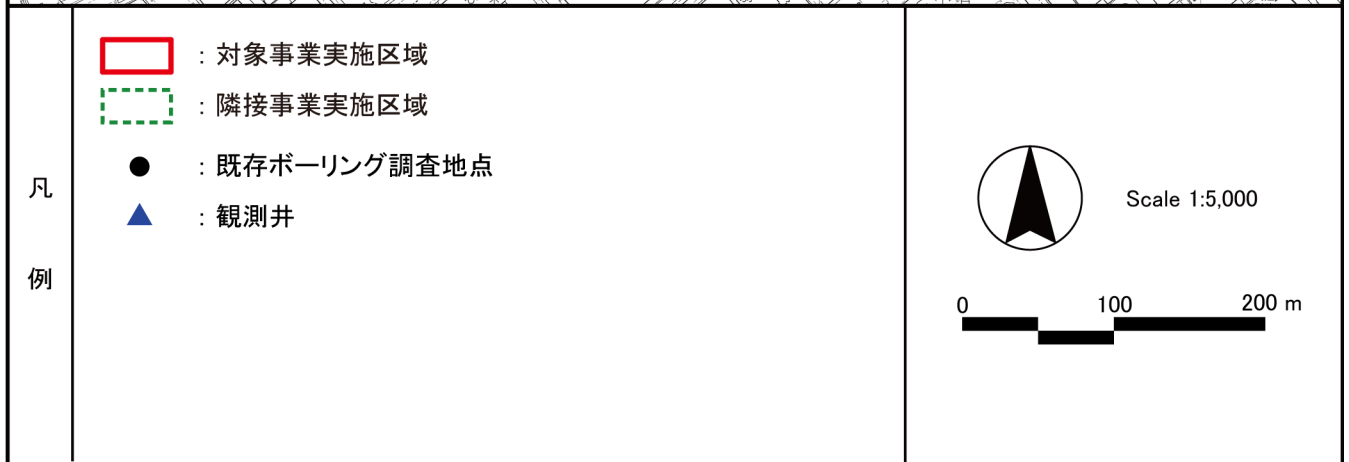 凡例
：対象事業実施区域
：隣接事業実施区域
：既存ボーリング調査地点
：観測井
Scale 1:5,000
0 100 200 m